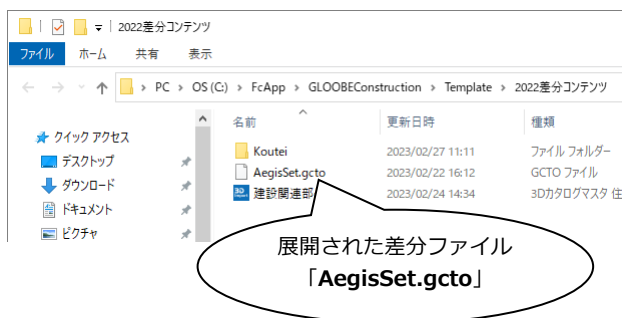 2022差分コンテンツ
ファイル ホーム 共有 表示
PC > OS (C:) > FcApp > GLOOBEConstruction > Template > 2022差分コンテンツ
名前 更新日時 種類
クイック アクセス
デスクトップ
ダウンロード
ドキュメント
ピクチャ
Koutei 2023/02/27 11:11 ファイル フォルダー
AegisSet.gcto 2023/02/22 16:12 GCTO ファイル
建設関連部 2023/02/24 14:34 3Dカタログマスタ 住
展開された差分ファイル
「AegisSet.gcto」